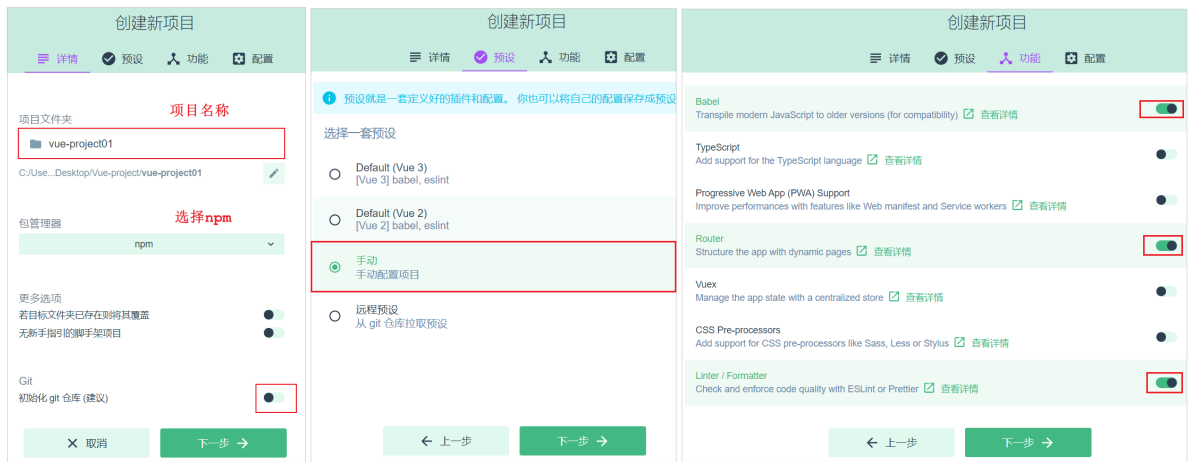 创建新项目
详情
预设
功能
配置
项目名称
项目文件夹
vue-project01
C:/Use...Desktop/Vue-project/vue-project01
选择npm
包管理器
npm
更多选项
若目标文件夹已存在则将其覆盖
无新手指引的脚手架项目
Git
初始化 git 仓库 (建议)
取消
下一步
创建新项目
详情
预设
功能
配置
预设就是一套定义好的插件和配置。 你也可以将自己的配置保存成预设
选择一套预设
Default (Vue 3)
[Vue 3] babel, eslint
Default (Vue 2)
[Vue 2] babel, eslint
手动
手动配置项目
远程预设
从 git 仓库拉取预设
上一步
下一步
创建新项目
详情
预设
功能
配置
Babel
Transpile modern JavaScript to older versions (for compatibility) 查看详情
TypeScript
Add support for the TypeScript language 查看详情
Progressive Web App (PWA) Support
Improve performances with features like Web manifest and Service workers 查看详情
Router
Structure the app with dynamic pages 查看详情
Vuex
Manage the app state with a centralized store 查看详情
CSS Pre-processors
Add support for CSS pre-processors like Sass, Less or Stylus 查看详情
Linter / Formatter
Check and enforce code quality with ESLint or Prettier 查看详情
上一步
下一步